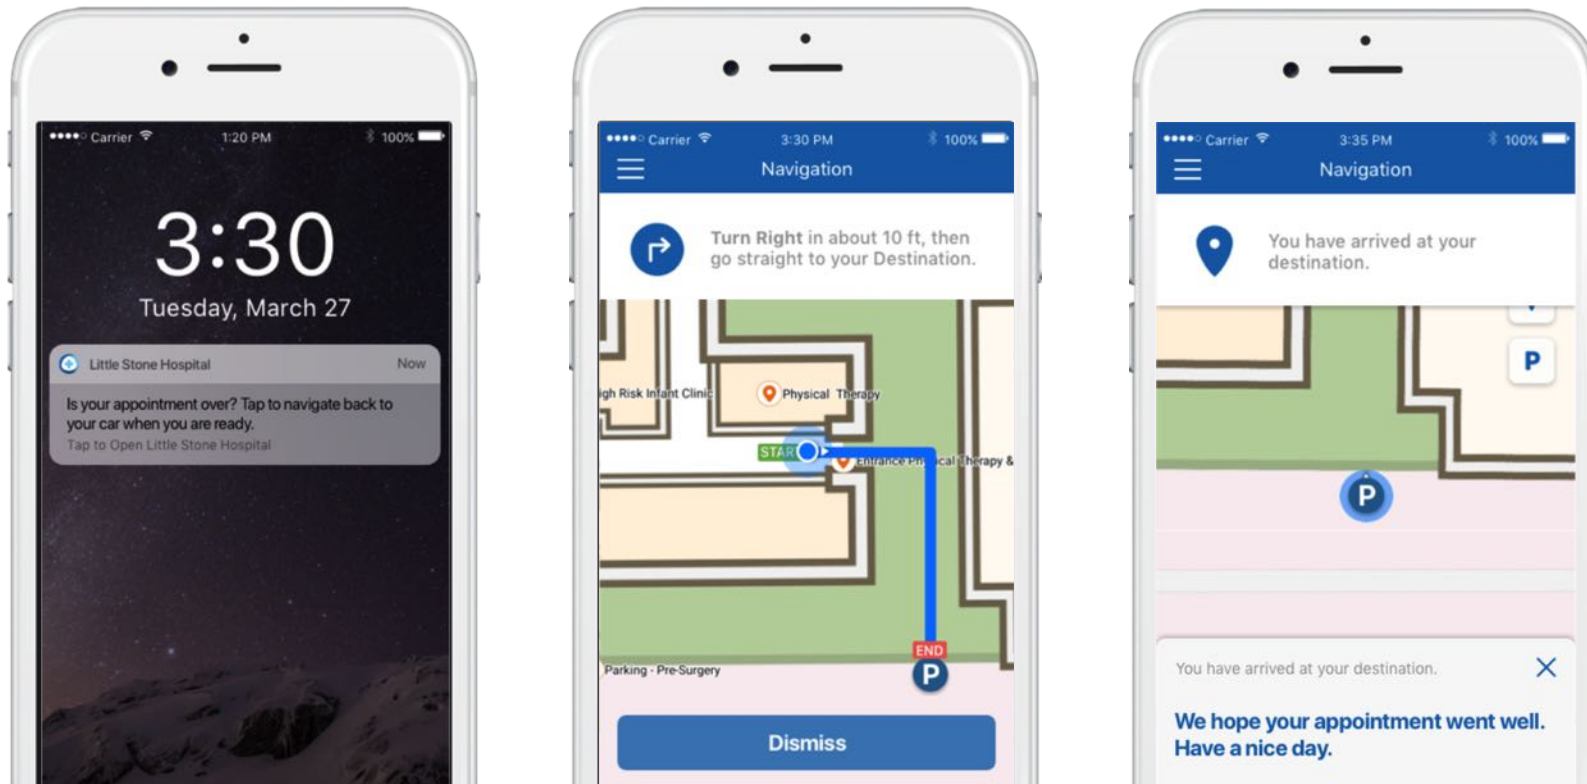 Carrier 1:20 PM 100%
3:30
Tuesday, March 27
Little Stone Hospital Now
Is your appointment over? Tap to navigate back to
your car when you are ready.
Tap to Open Little Stone Hospital
Carrier 3:30 PM 100%
Navigation
Turn Right in about 10 ft, then
go straight to your Destination.
igh Risk Infant Clinic
Physical Therapy
START
Entrance Physical Therapy &
END
P
Parking - Pre-Surgery
Dismiss
Carrier 3:35 PM 100%
Navigation
You have arrived at your
destination.
P
P
You have arrived at your destination.
We hope your appointment went well.
Have a nice day.